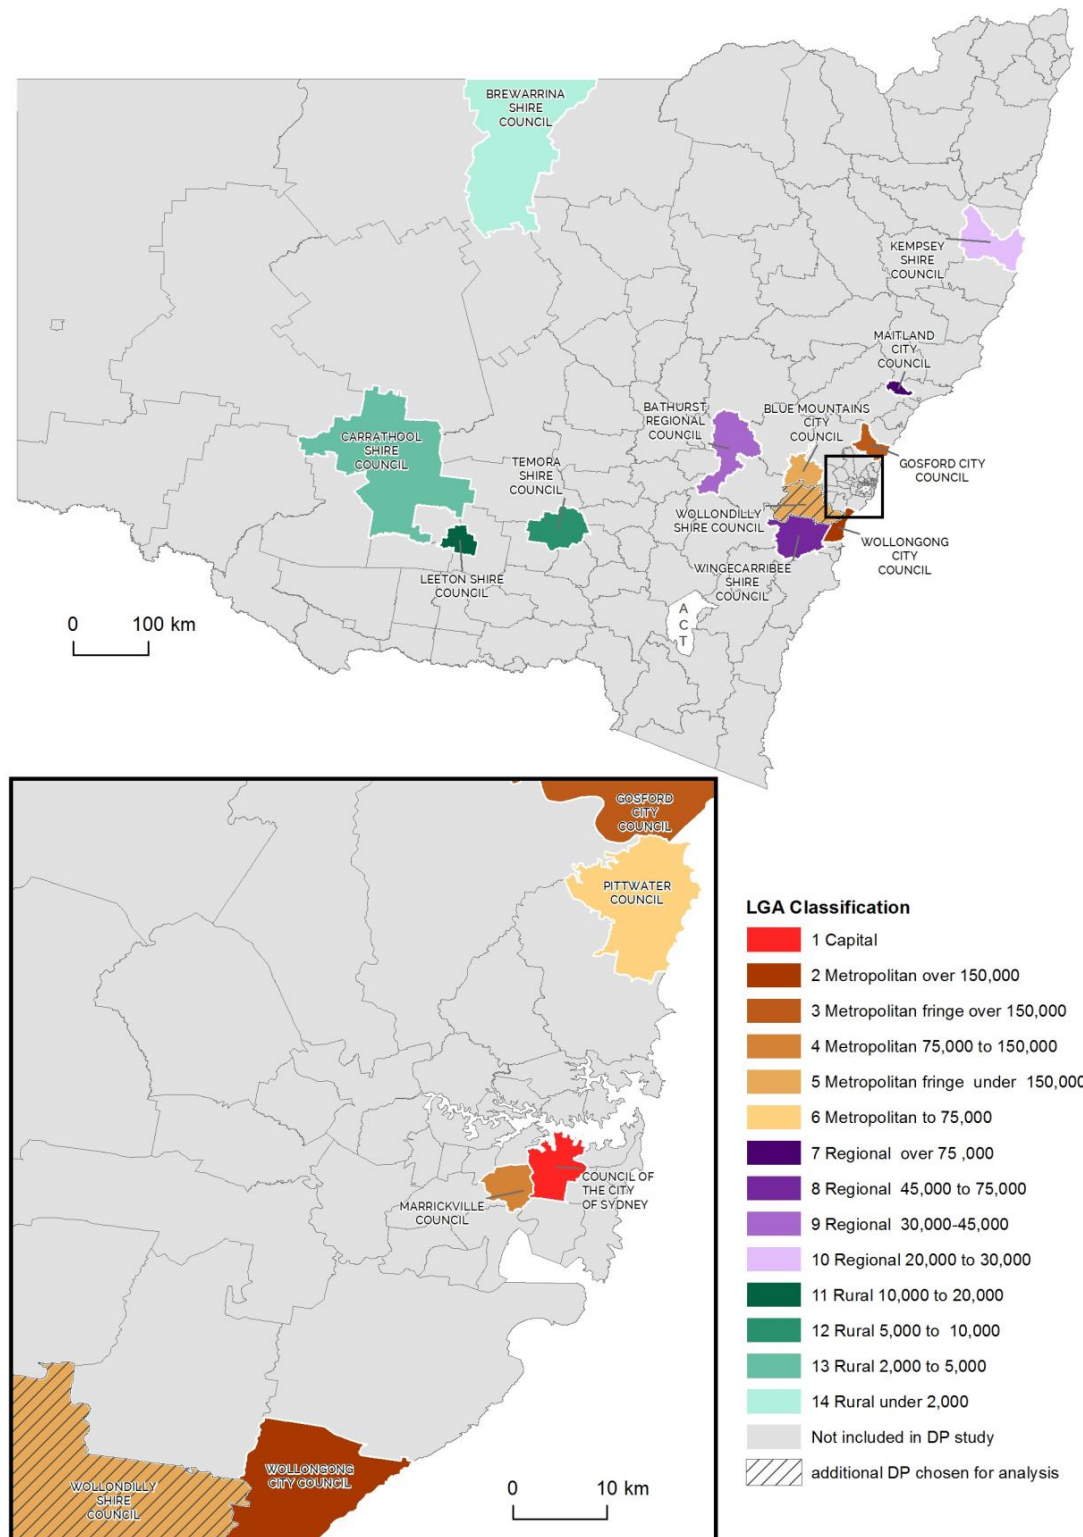 BREWARRINA
SHIRE
COUNCIL
KEMPSEY
SHIRE
COUNCIL
MAITLAND
CITY
COUNCIL
BATHURST
REGIONAL
COUNCIL
BLUE MOUNTAINS
CITY
COUNCIL
CARRATHOOL
SHIRE
COUNCIL
TEMORA
SHIRE
COUNCIL
GOSFORD CITY
COUNCIL
WOLLONDILLY
SHIRE COUNCIL
WOLLONGONG
CITY
COUNCIL
LEETON SHIRE
COUNCIL
WINGECARRIBEE
SHIRE
COUNCIL
A
C
T
0 100 km
GOSFORD
CITY
COUNCIL
PITTWATER
COUNCIL
COUNCIL OF
THE CITY
OF SYDNEY
MARRICKVILLE
COUNCIL
WOLLONDILLY
SHIRE
COUNCIL
WOLLONGONG
CITY COUNCIL
0 10 km
LGA Classification
1 Capital
2 Metropolitan over 150,000
3 Metropolitan fringe over 150,000
4 Metropolitan 75,000 to 150,000
5 Metropolitan fringe under 150,000
6 Metropolitan to 75,000
7 Regional over 75 ,000
8 Regional 45,000 to 75,000
9 Regional 30,000-45,000
10 Regional 20,000 to 30,000
11 Rural 10,000 to 20,000
12 Rural 5,000 to 10,000
13 Rural 2,000 to 5,000
14 Rural under 2,000
Not included in DP study
additional DP chosen for analysis